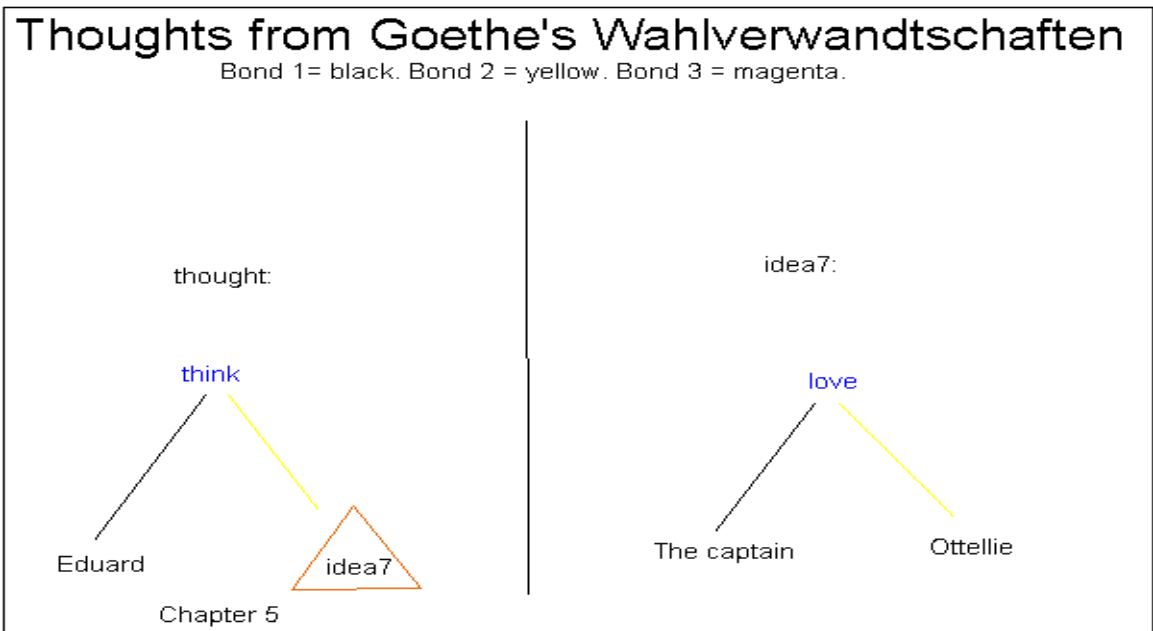 Thoughts from Goethe's Wahlverwandtschaften
Bond 1= black. Bond 2 = yellow. Bond 3 = magenta.
thought:
think
Eduard
idea7
Chapter 5
idea7:
love
The captain
Ottellie